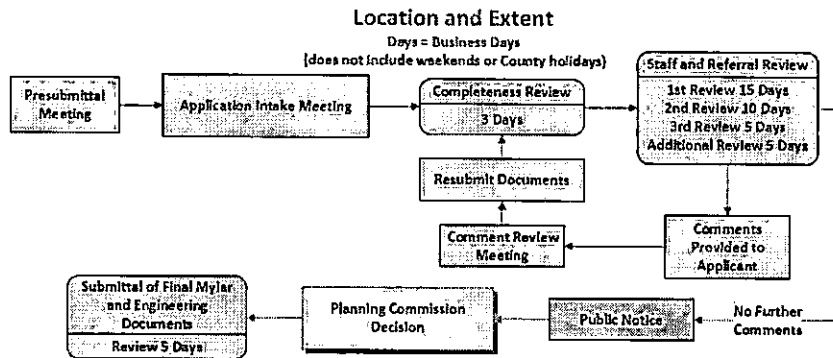 Location and Extent
Days = Business Days
(does not include weekends or County holidays)
Presubmittal
Meeting
Application Intake Meeting
Completeness Review
3 Days
Staff and Referral Review
1st Review 15 Days
2nd Review 10 Days
3rd Review 5 Days
Additional Review 5 Days
Resubmit Documents
Comment Review
Meeting
Comments
Provided to
Applicant
Submittal of Final Mylar
and Engineering
Documents
Review 5 Days
Planning Commission
Decision
Public Notice
No Further
Comments